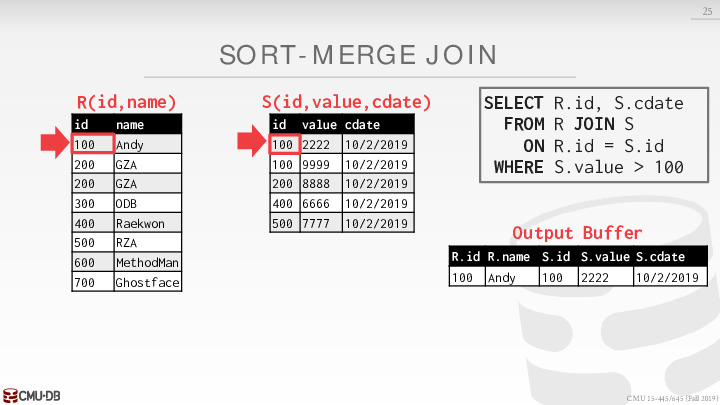 25
SORT-MERGE JOIN
R(id,name)
id name
100 Andy
200 GZA
200 GZA
300 ODB
400 Raekwon
500 RZA
600 MethodMan
700 Ghostface
S(id,value,cdate)
id value cdate
100 2222 10/2/2019
100 9999 10/2/2019
200 8888 10/2/2019
400 6666 10/2/2019
500 7777 10/2/2019
SELECT R.id, S.cdate
FROM R JOIN S
ON R.id = S.id
WHERE S.value > 100
Output Buffer
R.id R.name S.id S.value S.cdate
100 Andy 100 2222 10/2/2019
CMU·DB
CMU 15-445/645 (Fall 2019)